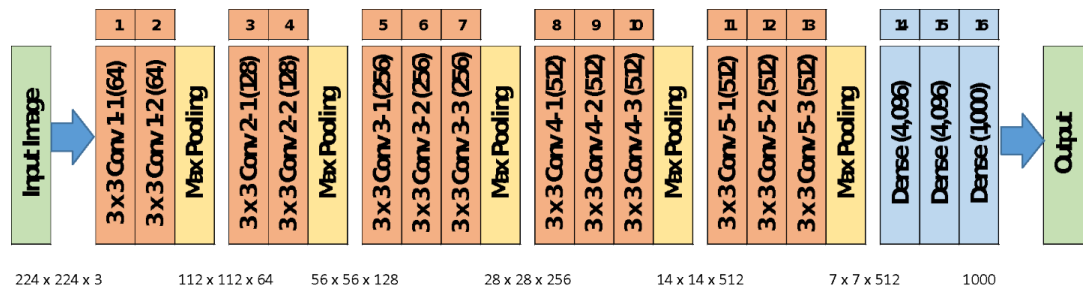 1 2 3 4 5 6 7 8 9 10 11 12 13 14 15 16
Input Image
3 x 3 Conv 1-1 (64)
3 x 3 Conv 1-2 (64)
Max Pooling
3 x 3 Conv 2-1 (128)
3 x 3 Conv 2-2 (128)
Max Pooling
3 x 3 Conv 3-1 (256)
3 x 3 Conv 3-2 (256)
3 x 3 Conv 3-3 (256)
Max Pooling
3 x 3 Conv 4-1 (512)
3 x 3 Conv 4-2 (512)
3 x 3 Conv 4-3 (512)
Max Pooling
3 x 3 Conv 5-1 (512)
3 x 3 Conv 5-2 (512)
3 x 3 Conv 5-3 (512)
Max Pooling
Dense (4,096)
Dense (4,096)
Dense (1,000)
Output
224 x 224 x 3 112 x 112 x 64 56 x 56 x 128 28 x 28 x 256 14 x 14 x 512 7 x 7 x 512 1000